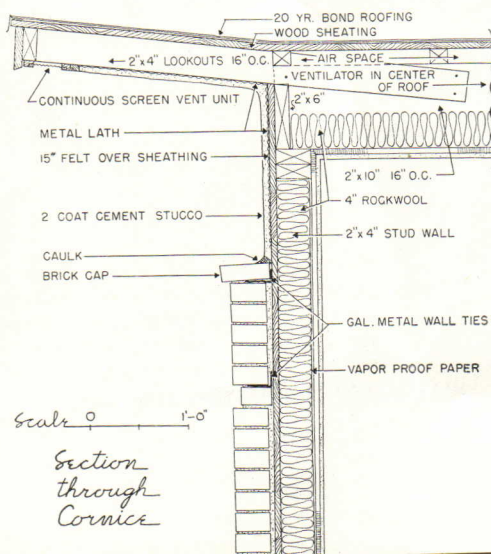 20 YR. BOND ROOFING
WOOD SHEATING
AIR SPACE
2"x4" LOOKOUTS 16" O.C.
VENTILATOR IN CENTER
OF ROOF
CONTINUOUS SCREEN VENT UNIT
2"x6"
METAL LATH
15# FELT OVER SHEATHING
2"x10" 16" O.C.
4" ROCKWOOL
2 COAT CEMENT STUCCO
2"x4" STUD WALL
CAULK
BRICK CAP
GAL. METAL WALL TIES
VAPOR PROOF PAPER
Scale 0 1'-0"
Section
through
Cornice